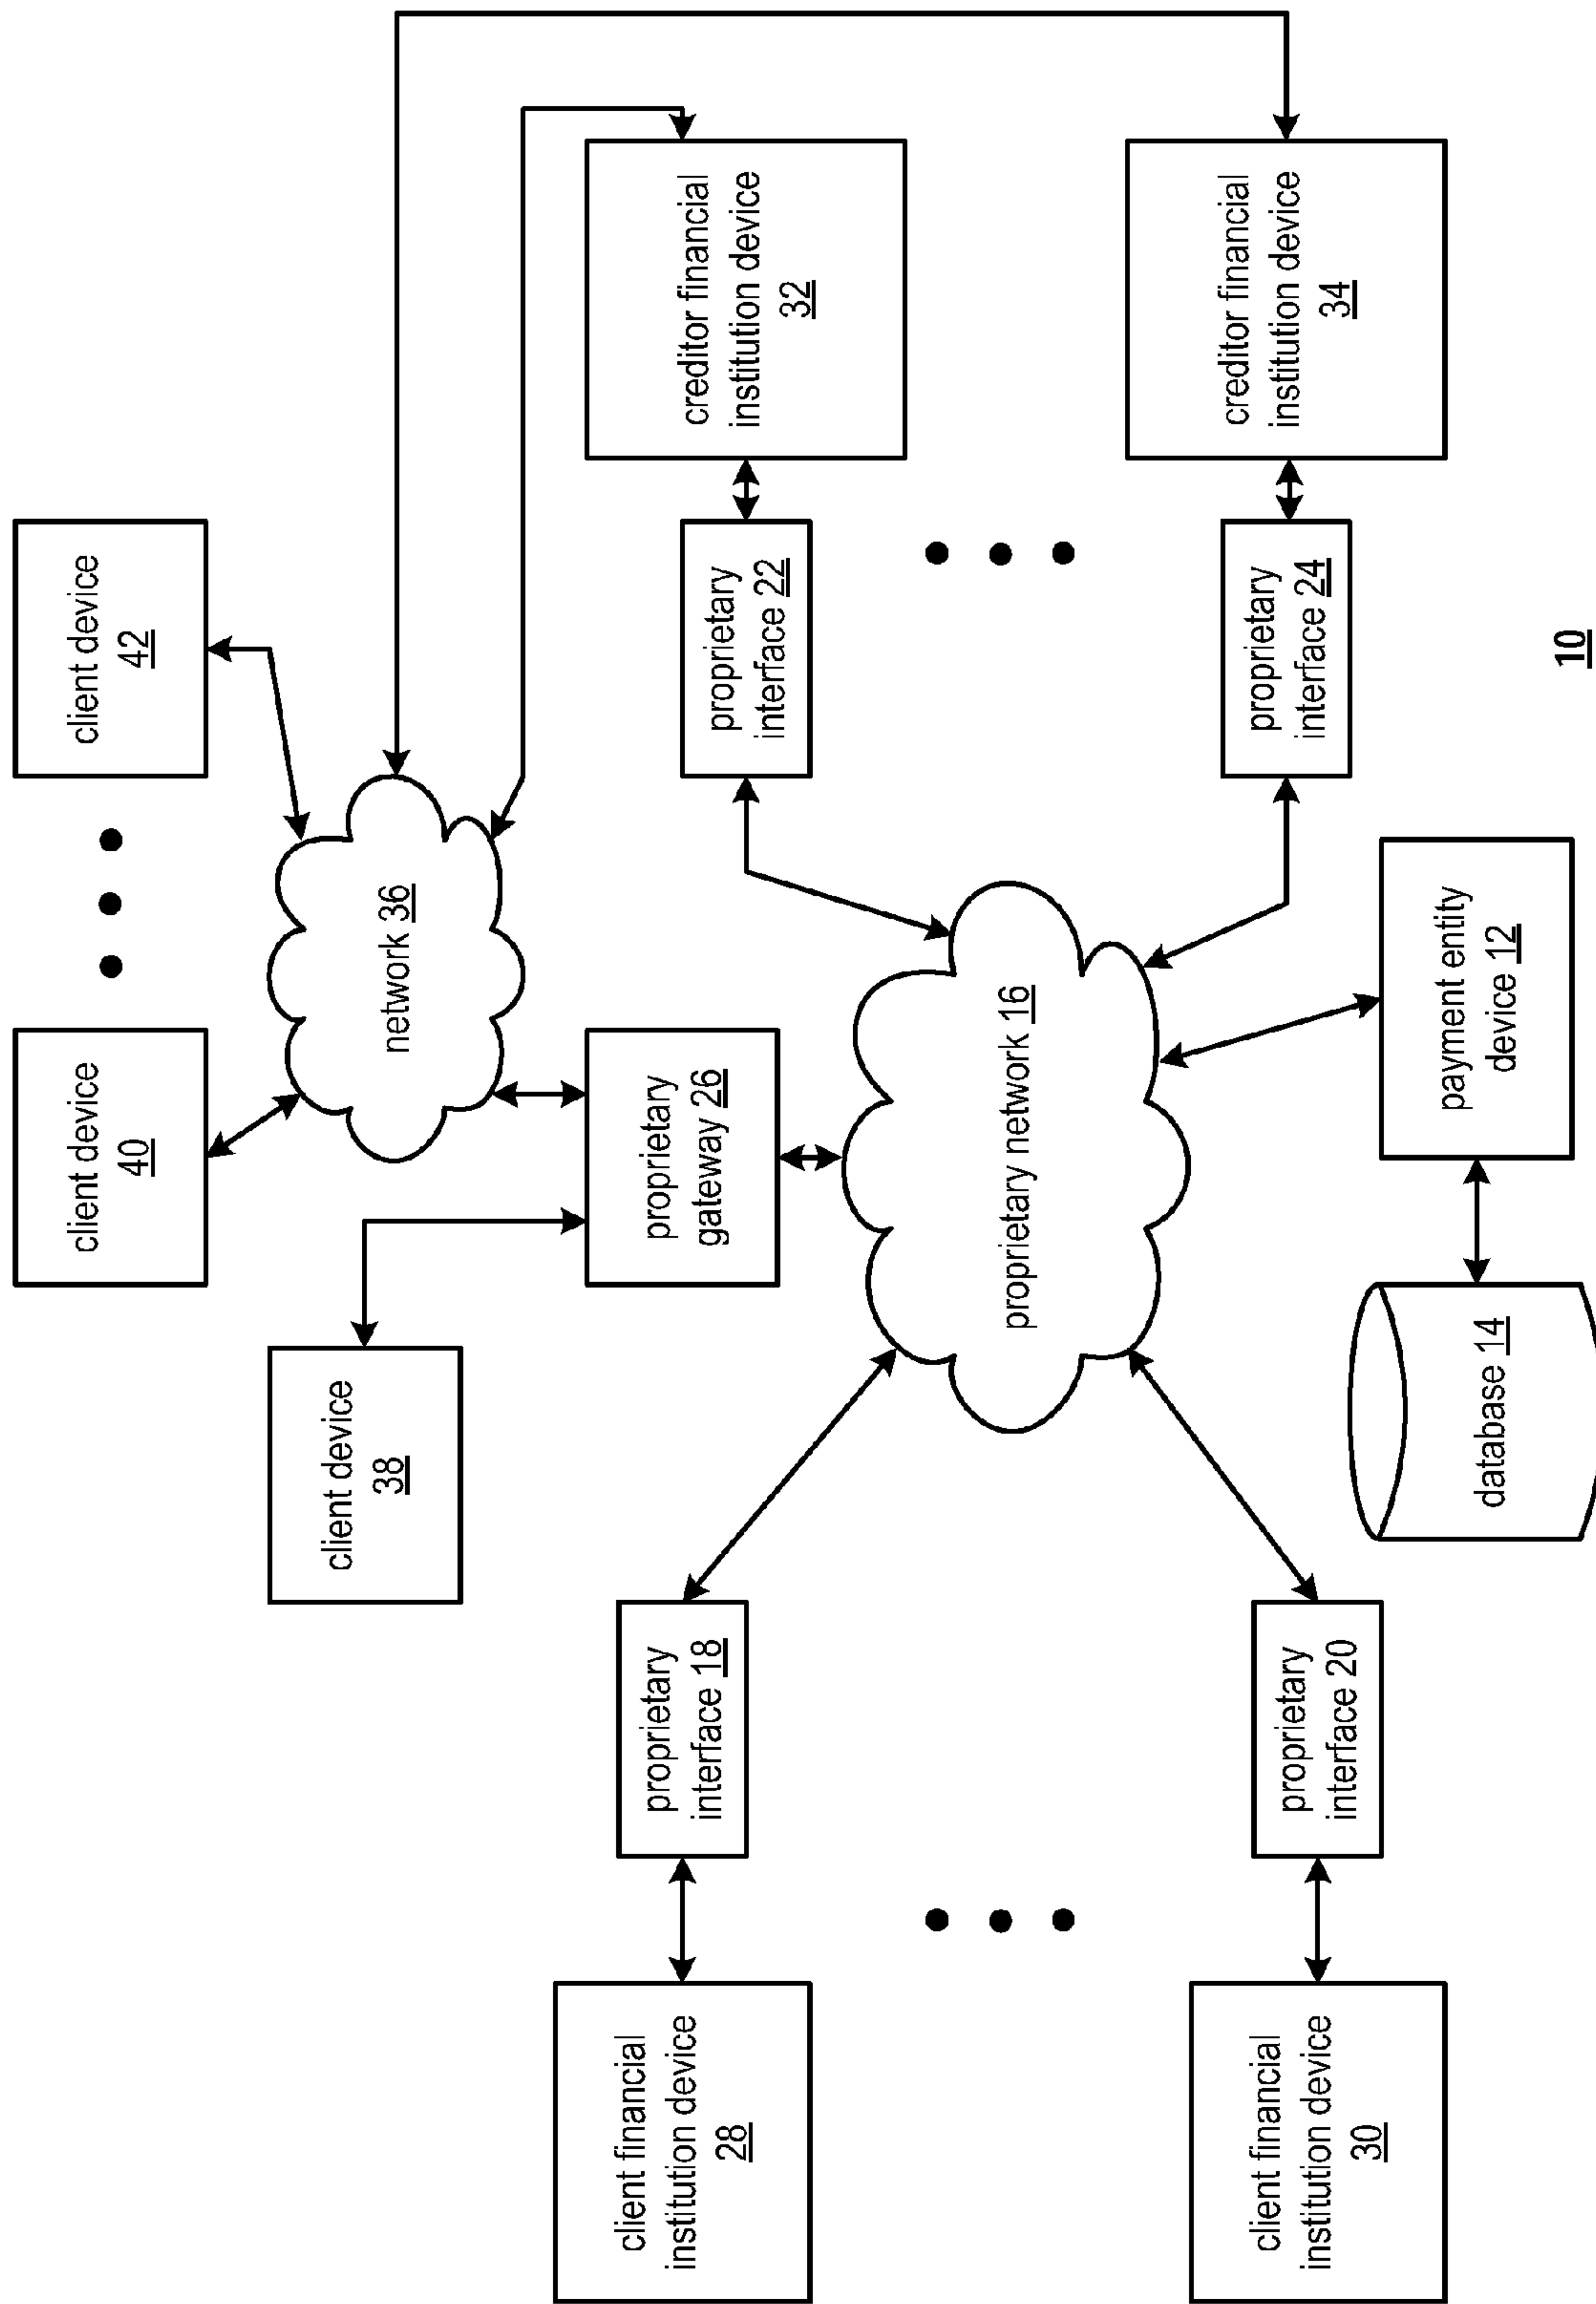 client device
40
client device
42
client device
38
network 36
proprietary
gateway 26
client financial
institution device
28
proprietary
interface 18
proprietary
interface 22
creditor financial
institution device
32
proprietary network 16
client financial
institution device
30
proprietary
interface 20
proprietary
interface 24
creditor financial
institution device
34
database 14
payment entity
device 12
10